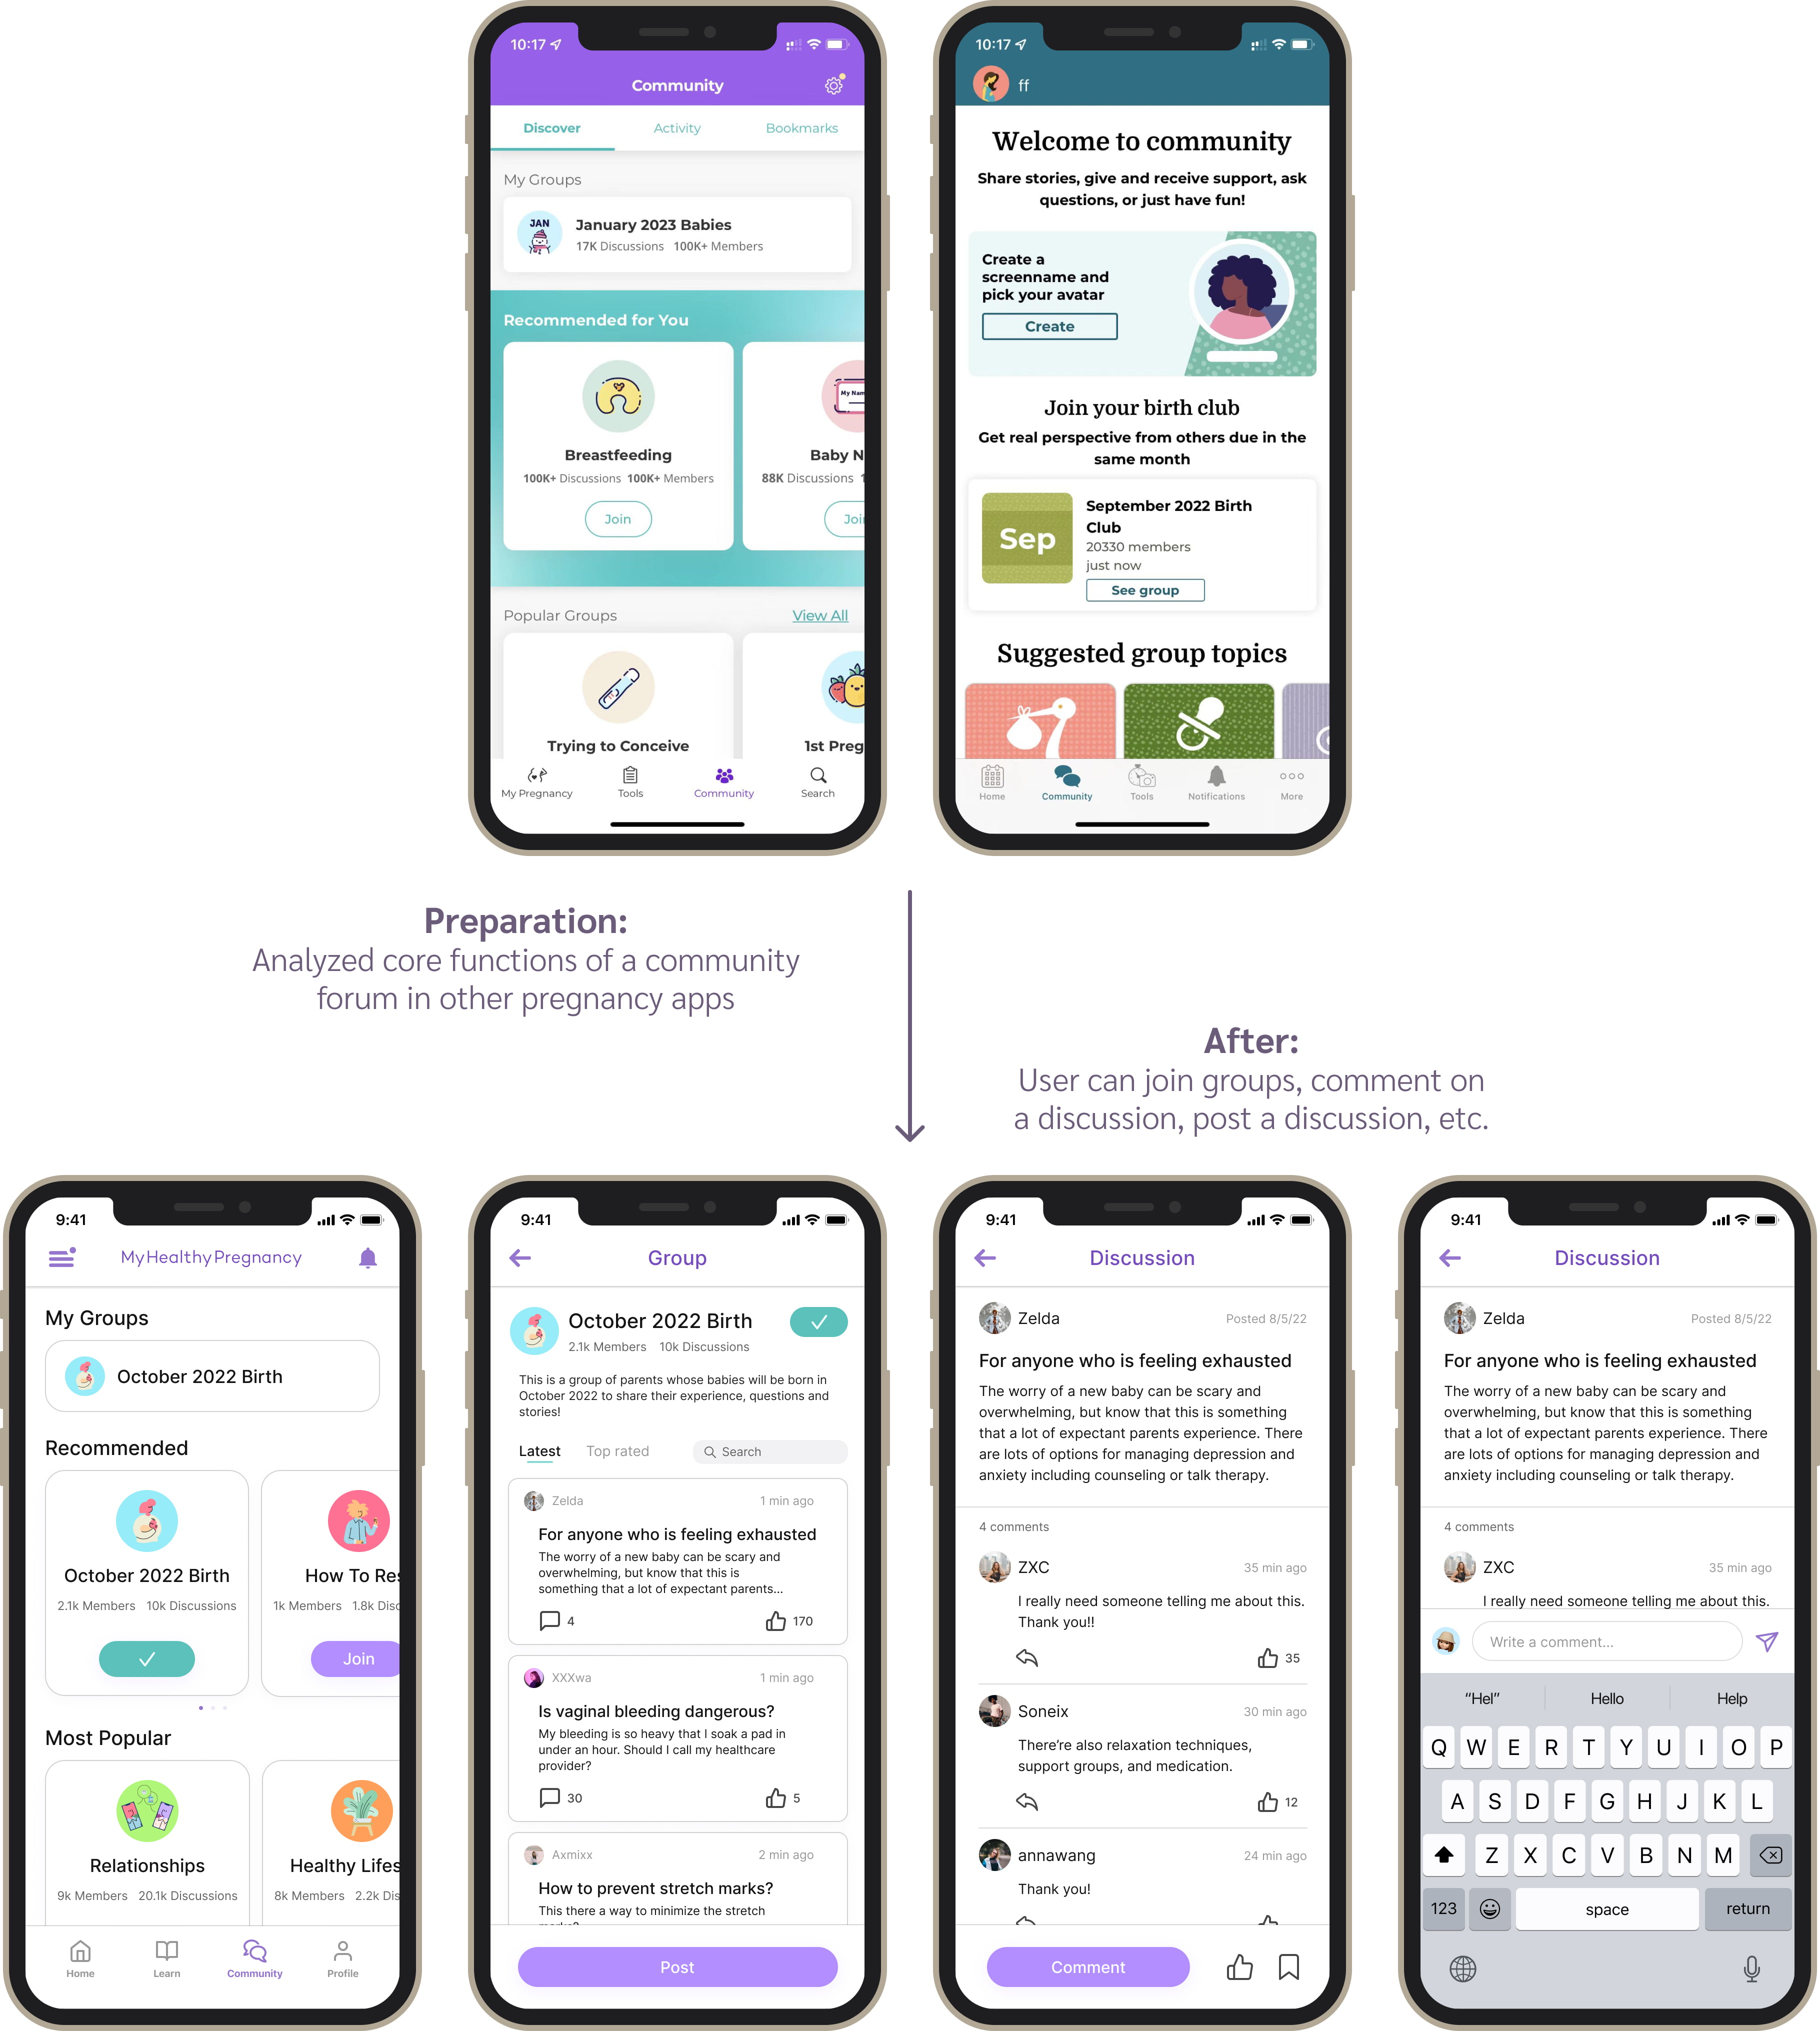 10:17
Community
Discover Activity Bookmarks
My Groups
JAN
January 2023 Babies
17K Discussions 100K+ Members
Recommended for You
Breastfeeding
100K+ Discussions 100K+ Members
Join
My Nam
Baby N
88K Discussions 1
Joi
Popular Groups View All
Trying to Conceive
1st Preg
My Pregnancy Tools Community Search
10:17
ff
Welcome to community
Share stories, give and receive support, ask
questions, or just have fun!
Create a
screenname and
pick your avatar
Create
Join your birth club
Get real perspective from others due in the
same month
Sep
September 2022 Birth
Club
20330 members
just now
See group
Suggested group topics
Home Community Tools Notifications More
Preparation:
Analyzed core functions of a community
forum in other pregnancy apps
After:
User can join groups, comment on
a discussion, post a discussion, etc.
9:41
MyHealthyPregnancy
My Groups
October 2022 Birth
Recommended
October 2022 Birth
2.1k Members 10k Discussions
How To Res
1k Members 1.8k Disc
Join
Most Popular
Relationships
9k Members 20.1k Discussions
Healthy Lifes
8k Members 2.2k Dis
Home Learn Community Profile
9:41
Group
October 2022 Birth
2.1k Members 10k Discussions
This is a group of parents whose babies will be born in
October 2022 to share their experience, questions and
stories!
Latest Top rated Search
Zelda 1 min ago
For anyone who is feeling exhausted
The worry of a new baby can be scary and
overwhelming, but know that this is
something that a lot of expectant parents...
4 170
XXXwa 1 min ago
Is vaginal bleeding dangerous?
My bleeding is so heavy that I soak a pad in
under an hour. Should I call my healthcare
provider?
30 5
Axmixx 2 min ago
How to prevent stretch marks?
This there a way to minimize the stretch
marks?
Post
9:41
Discussion
Zelda Posted 8/5/22
For anyone who is feeling exhausted
The worry of a new baby can be scary and
overwhelming, but know that this is something
that a lot of expectant parents experience. There
are lots of options for managing depression and
anxiety including counseling or talk therapy.
4 comments
ZXC 35 min ago
I really need someone telling me about this.
Thank you!!
35
Soneix 30 min ago
There're also relaxation techniques,
support groups, and medication.
12
annawang 24 min ago
Thank you!
Comment
9:41
Discussion
Zelda Posted 8/5/22
For anyone who is feeling exhausted
The worry of a new baby can be scary and
overwhelming, but know that this is something
that a lot of expectant parents experience. There
are lots of options for managing depression and
anxiety including counseling or talk therapy.
4 comments
ZXC 35 min ago
I really need someone telling me about this.
Write a comment...
“Hel” Hello Help
Q W E R T Y U I O P
A S D F G H J K L
Z X C V B N M
123 space return